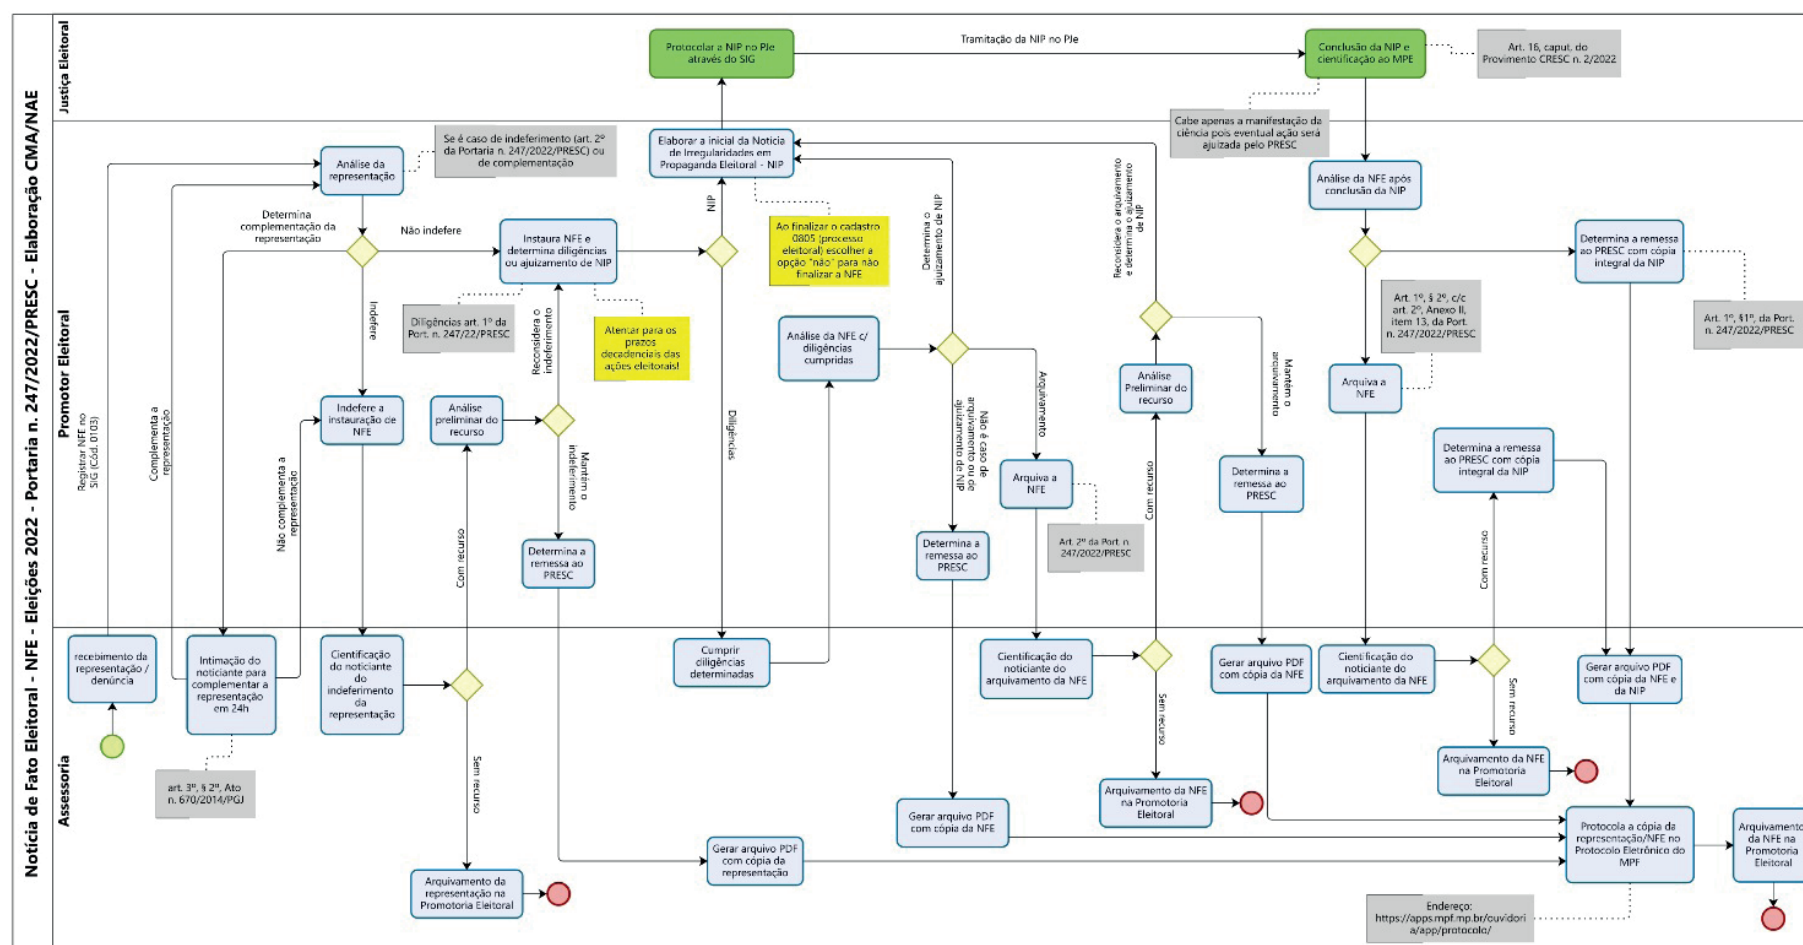 Notícia de Fato Eleitoral - NFE - Eleições 2022 - Portaria n. 247/2022/PRESC - Elaboração CMA/NAE
Justiça Eleitoral
Protocolar a NIP no PJe
através do SIG
Tramitação da NIP no PJe
Conclusão da NIP e
cientificação ao MPE
Art. 16, caput, do
Provimento CRESC n. 2/2022
Cabe apenas a manifestação da
ciência pois eventual ação será
ajuizada pelo PRESC
Promotor Eleitoral
Análise da
representação
Se é caso de indeferimento (art. 2º
da Portaria n. 247/2022/PRESC) ou
de complementação
Determina
complementação da
representação
Não indefere
Indefere
Instaura NFE e
determina diligências
ou ajuizamento de NIP
Diligências art. 1º da
Port. n. 247/22/PRESC
Atentar para os
prazos
decadenciais das
ações eleitorais!
Elaborar a inicial da Notícia
de Irregularidades em
Propaganda Eleitoral - NIP
NIP
Ao finalizar o cadastro
0805 (processo
eleitoral) escolher a
opção "não" para não
finalizar a NFE
Diligências
Registrar NFE no
SIG (Cód. 0103)
Complementa a
representação
Não complementa a
representação
Indefere a
instauração de
NFE
Análise
preliminar do
recurso
Reconsidera o
indeferimento
Mantém o
indeferimento
Com recurso
Determina a
remessa ao
PRESC
Análise da NFE c/
diligências
cumpridas
Determina o
ajuizamento de NIP
Não é caso de
arquivamento ou de
ajuizamento de NIP
Arquivamento
Determina a
remessa ao
PRESC
Arquiva a
NFE
Art. 2º da Port. n.
247/2022/PRESC
Reconsidera o arquivamento
e determina o ajuizamento
de NIP
Análise
Preliminar do
recurso
Com recurso
Mantém o
arquivamento
Determina a
remessa ao
PRESC
Análise da NFE após
conclusão da NIP
Determina a remessa
ao PRESC com cópia
integral da NIP
Art. 1º, §1º, da Port.
n. 247/2022/PRESC
Art. 1º, § 2º, c/c
art. 2º, Anexo II,
item 13, da Port.
n. 247/2022/PRESC
Arquiva a
NFE
Determina a remessa
ao PRESC com cópia
integral da NIP
Com recurso
Assessoria
recebimento da
representação /
denúncia
Intimação do
noticiante para
complementar a
representação
em 24h
art. 3º, § 2º, Ato
n. 670/2014/PGJ
Cientificação
do noticiante
do
indeferimento
da
representação
Sem recurso
Arquivamento da
representação na
Promotoria Eleitoral
Cumprir
diligências
determinadas
Gerar arquivo PDF
com cópia da
representação
Gerar arquivo PDF
com cópia da NFE
Cientificação do
noticiante do
arquivamento da NFE
Sem recurso
Arquivamento da NFE
na Promotoria
Eleitoral
Gerar arquivo PDF
com cópia da NFE
Cientificação do
noticiante do
arquivamento da NFE
Sem recurso
Arquivamento da NFE
na Promotoria
Eleitoral
Gerar arquivo PDF
com cópia da NFE e
da NIP
Protocola a cópia da
representação/NFE no
Protocolo Eletrônico do
MPF
Arquivamento
da NFE na
Promotoria
Eleitoral
Endereço:
https://apps.mpf.mp.br/ouvidori
a/app/protocolo/